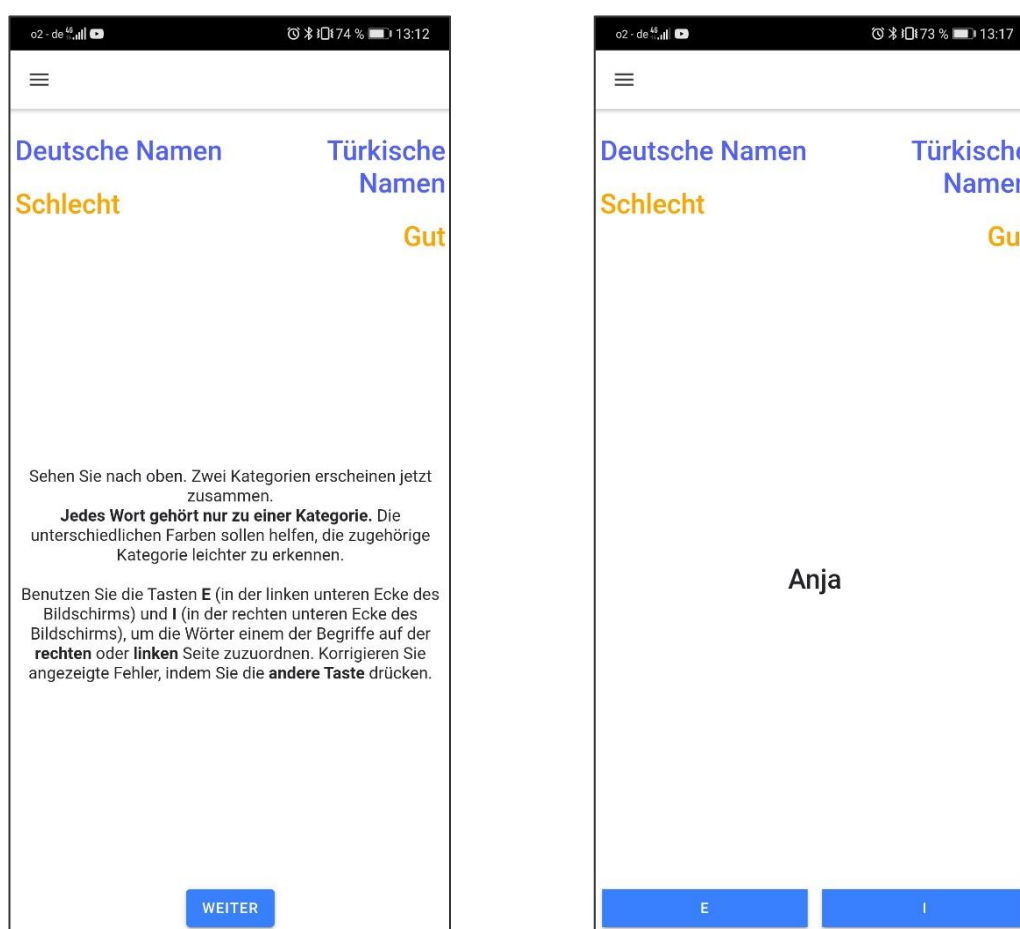 o2 - de 74 % 13:12
Deutsche Namen
Türkische
Namen
Schlecht
Gut
Sehen Sie nach oben. Zwei Kategorien erscheinen jetzt
zusammen.
Jedes Wort gehört nur zu einer Kategorie. Die
unterschiedlichen Farben sollen helfen, die zugehörige
Kategorie leichter zu erkennen.
Benutzen Sie die Tasten E (in der linken unteren Ecke des
Bildschirms) und I (in der rechten unteren Ecke des
Bildschirms), um die Wörter einem der Begriffe auf der
rechten oder linken Seite zuzuordnen. Korrigieren Sie
angezeigte Fehler, indem Sie die andere Taste drücken.
WEITER
o2 - de 73 % 13:17
Deutsche Namen
Türkische
Namen
Schlecht
Gu
Anja
E
I